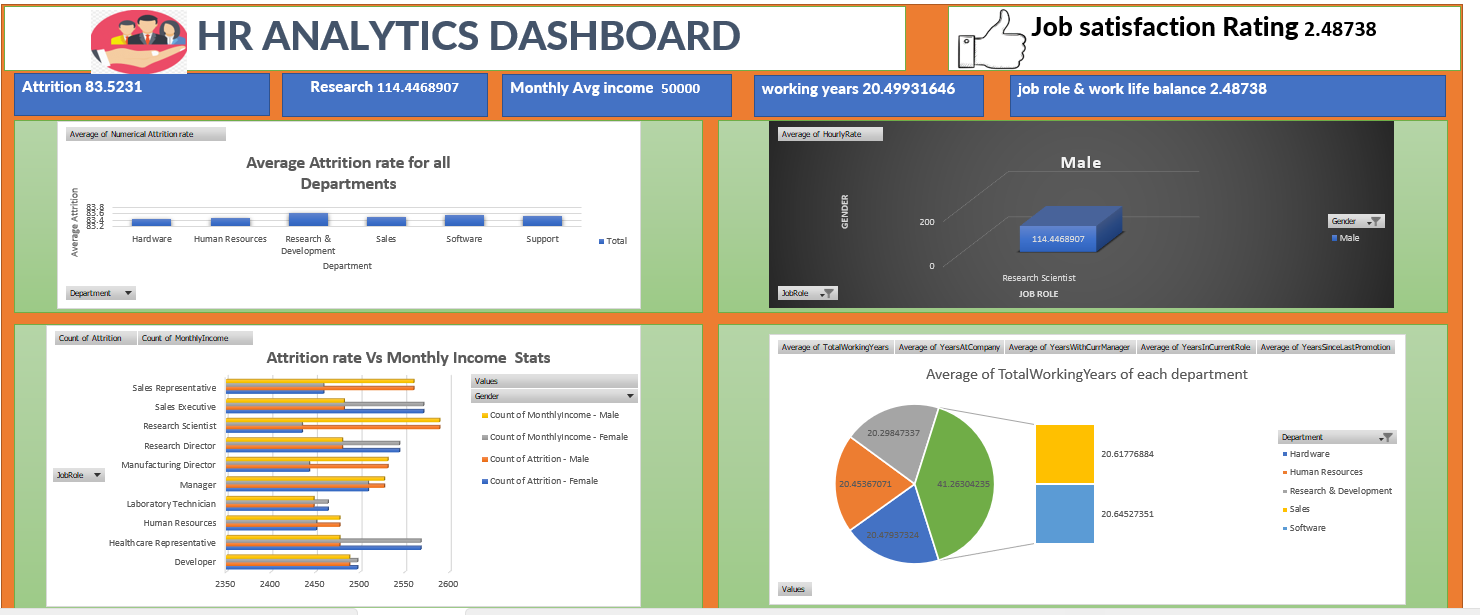 HR ANALYTICS DASHBOARD
Job satisfaction Rating 2.48738
Attrition 83.5231
Research 114.4468907
Monthly Avg income 50000
working years 20.49931646
job role & work life balance 2.48738
Average of Numerical Attrition rate
Average Attrition rate for all
Departments
Average Attrition
83.8
83.6
83.4
83.2
Hardware
Human Resources
Research &
Development
Sales
Software
Support
Department
Total
Department
Average of HourlyRate
Male
GENDER
200
0
114.4468907
Research Scientist
JOB ROLE
Gender
Male
JobRole
Count of Attrition
Count of MonthlyIncome
Attrition rate Vs Monthly Income Stats
Sales Representative
Sales Executive
Research Scientist
Research Director
Manufacturing Director
Manager
Laboratory Technician
Human Resources
Healthcare Representative
Developer
JobRole
2350
2400
2450
2500
2550
2600
Values
Gender
Count of MonthlyIncome - Male
Count of MonthlyIncome - Female
Count of Attrition - Male
Count of Attrition - Female
Average of TotalWorkingYears
Average of YearsAtCompany
Average of YearsWithCurrManager
Average of YearsInCurrentRole
Average of YearsSinceLastPromotion
Average of TotalWorkingYears of each department
20.29847337
20.45367071
41.26304235
20.47937524
20.61776884
20.64527351
Department
Hardware
Human Resources
Research & Development
Sales
Software
Values